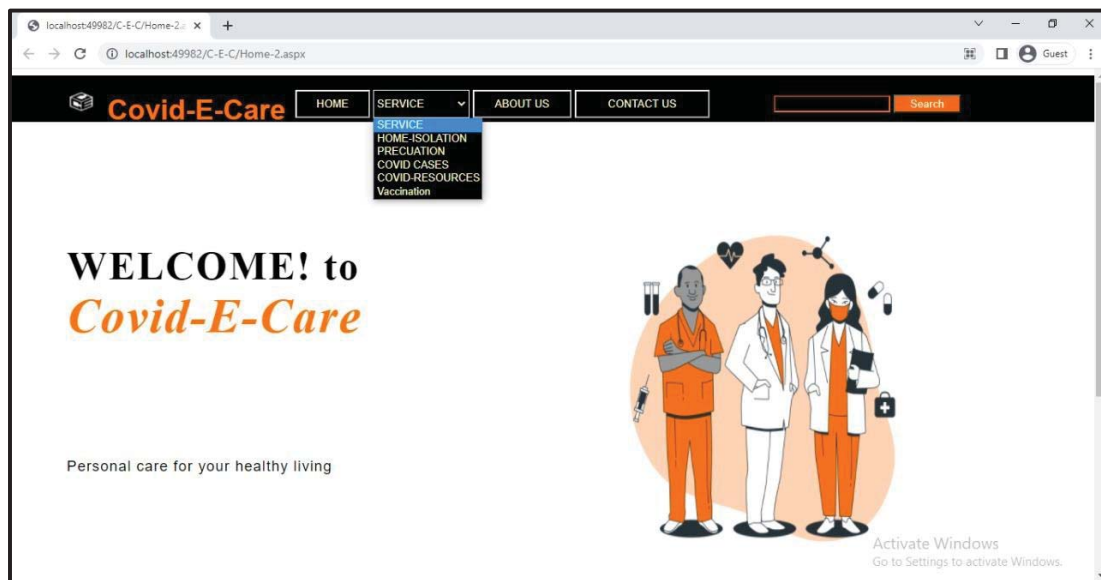 localhost:49982/C-E-C/Home-2.a
localhost:49982/C-E-C/Home-2.aspx
Guest
Covid-E-Care
HOME
SERVICE
ABOUT US
CONTACT US
Search
SERVICE
HOME-ISOLATION
PRECUATION
COVID CASES
COVID-RESOURCES
Vaccination
WELCOME! to
Covid-E-Care
Personal care for your healthy living
Activate Windows
Go to Settings to activate Windows.